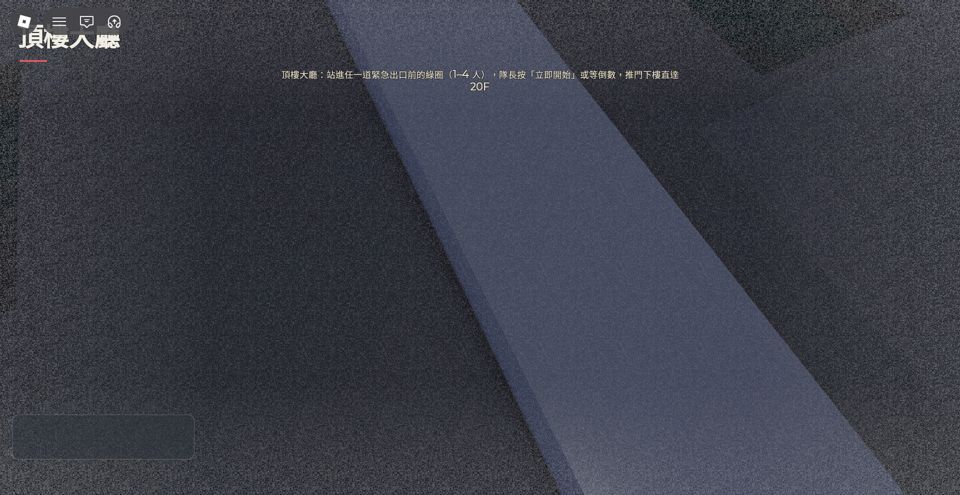 頂樓大廳
頂樓大廳：站進任一道緊急出口前的綠圈（1–4 人），隊長按「立即開始」或等倒數，推門下樓直達
20F